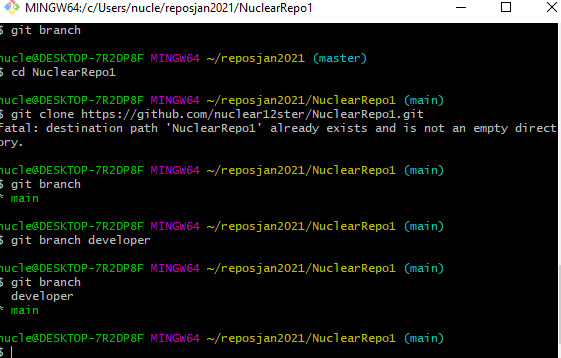 MINGW64:/c/Users/nucle/reposjan2021/NuclearRepo1
$ git branch
nucle@DESKTOP-7R2DP8F MINGW64 ~/reposjan2021 (master)
$ cd NuclearRepo1
nucle@DESKTOP-7R2DP8F MINGW64 ~/reposjan2021/NuclearRepo1 (main)
$ git clone https://github.com/nuclear12ster/NuclearRepo1.git
fatal: destination path 'NuclearRepo1' already exists and is not an empty direct
ory.
nucle@DESKTOP-7R2DP8F MINGW64 ~/reposjan2021/NuclearRepo1 (main)
$ git branch
* main
nucle@DESKTOP-7R2DP8F MINGW64 ~/reposjan2021/NuclearRepo1 (main)
$ git branch developer
nucle@DESKTOP-7R2DP8F MINGW64 ~/reposjan2021/NuclearRepo1 (main)
$ git branch
developer
* main
nucle@DESKTOP-7R2DP8F MINGW64 ~/reposjan2021/NuclearRepo1 (main)
$